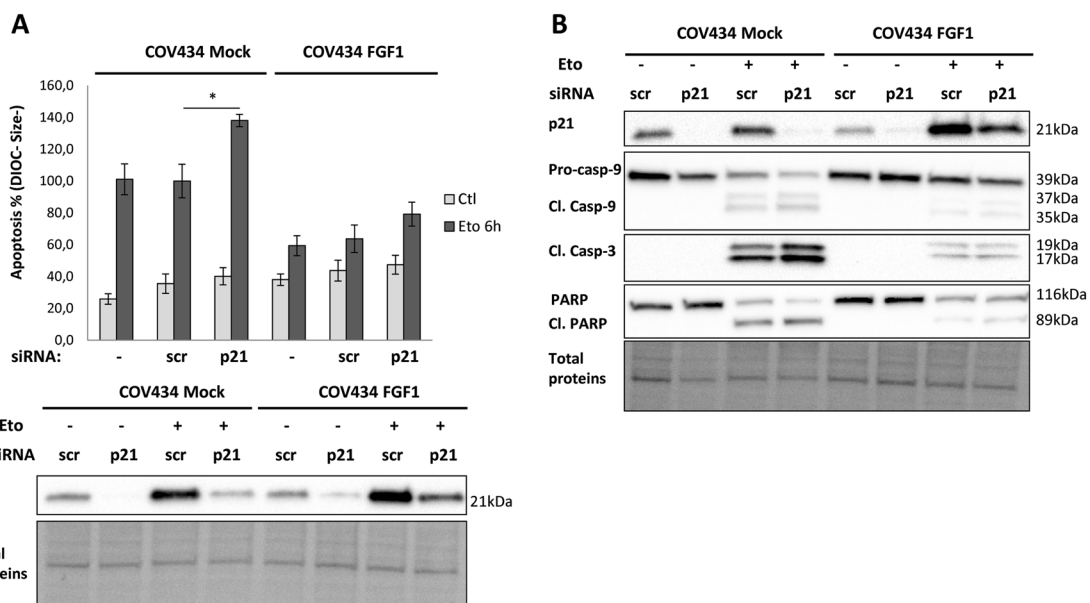 A
COV434 Mock COV434 FGF1
Apoptosis % (DIOC- Size-)
160,0
140,0
120,0
100,0
80,0
60,0
40,0
20,0
0,0
*
Ctl
Eto 6h
siRNA: - scr p21 - scr p21
COV434 Mock COV434 FGF1
Eto - - + + - - + +
iRNA scr p21 scr p21 scr p21 scr p21
21kDa
al
eins
B
COV434 Mock COV434 FGF1
Eto - - + + - - + +
siRNA scr p21 scr p21 scr p21 scr p21
p21 21kDa
Pro-casp-9 39kDa
37kDa
Cl. Casp-9 35kDa
Cl. Casp-3 19kDa
17kDa
PARP 116kDa
Cl. PARP 89kDa
Total
proteins